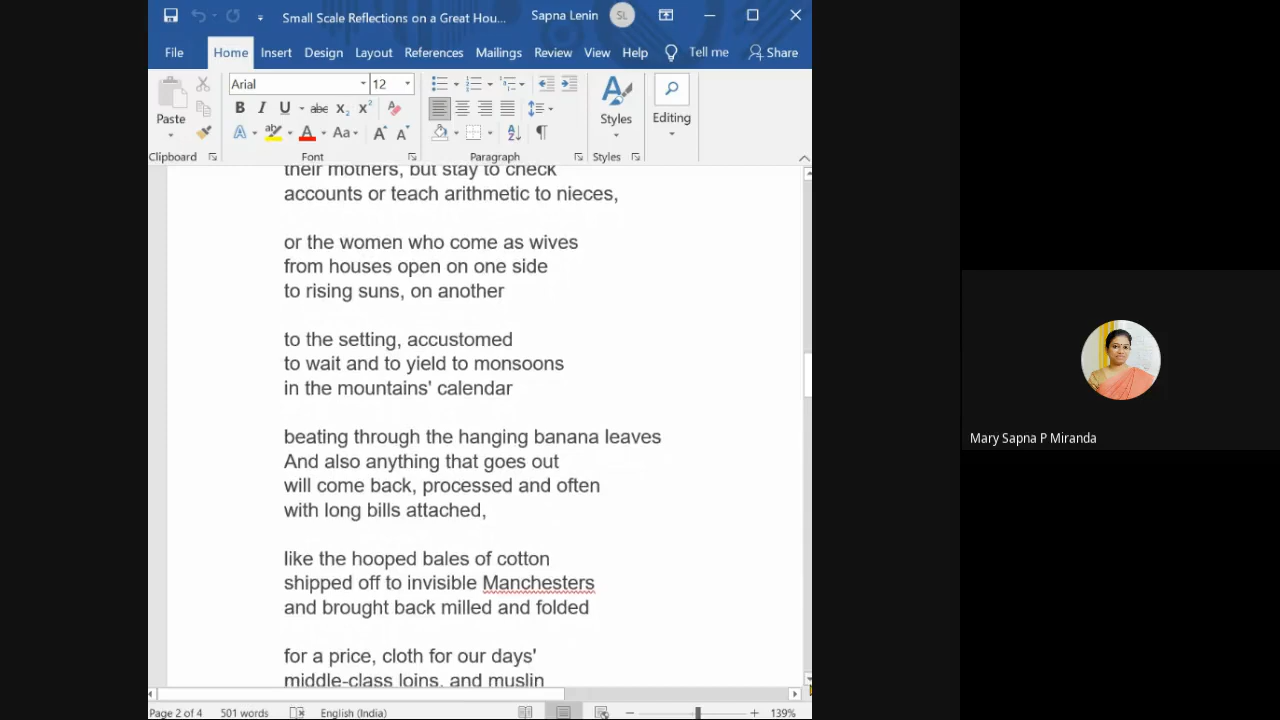 Small Scale Reflections on a Great Hou...
Sapna Lenin
SL
File
Home
Insert
Design
Layout
References
Mailings
Review
View
Help
Tell me
Share
Paste
Arial
12
Styles
Editing
Clipboard
Font
Paragraph
Styles
their mothers, but stay to check
accounts or teach arithmetic to nieces,
or the women who come as wives
from houses open on one side
to rising suns, on another
to the setting, accustomed
to wait and to yield to monsoons
in the mountains' calendar
beating through the hanging banana leaves
And also anything that goes out
will come back, processed and often
with long bills attached,
like the hooped bales of cotton
shipped off to invisible Manchesters
and brought back milled and folded
for a price, cloth for our days'
middle-class loins, and muslin
Page 2 of 4
501 words
English (India)
139%
Mary Sapna P Miranda